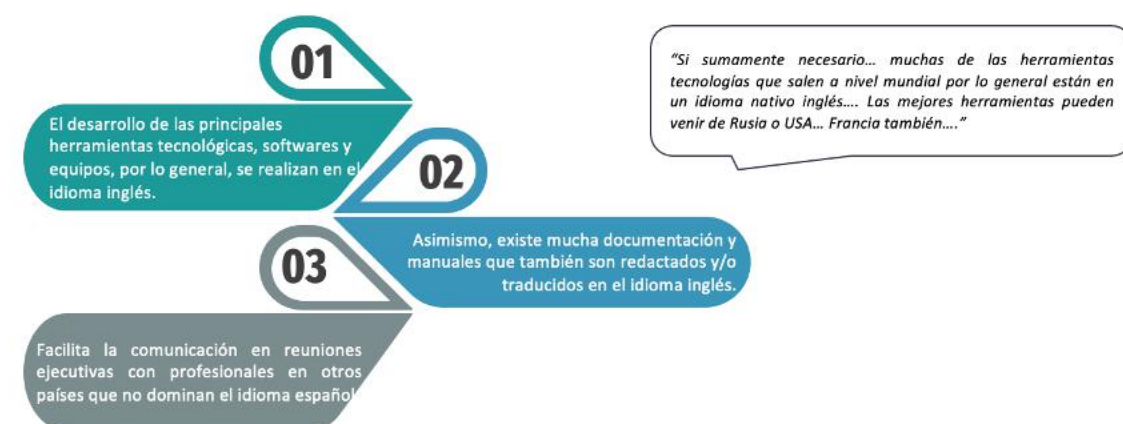 01
El desarrollo de las principales
herramientas tecnológicas, softwares y
equipos, por lo general, se realizan en el
idioma inglés.
"Si sumamente necesario... muchas de las herramientas
tecnologías que salen a nivel mundial por lo general están en
un idioma nativo inglés.... Las mejores herramientas pueden
venir de Rusia o USA... Francia también...."
02
Asimismo, existe mucha documentación y
manuales que también son redactados y/o
traducidos en el idioma inglés.
03
Facilita la comunicación en reuniones
ejecutivas con profesionales en otros
países que no dominan el idioma español